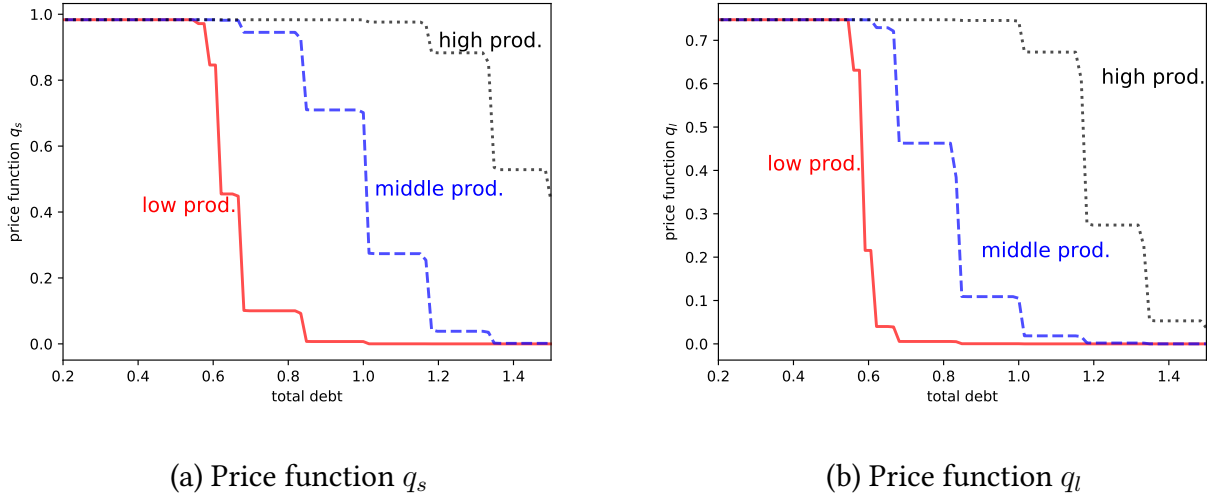 1.0
0.8
0.6
0.4
0.2
0.0
price function q_s
high prod.
middle prod.
low prod.
0.2 0.4 0.6 0.8 1.0 1.2 1.4
total debt
(a) Price function q_s
0.7
0.6
0.5
0.4
0.3
0.2
0.1
0.0
price function q_l
high prod.
low prod.
middle prod.
0.2 0.4 0.6 0.8 1.0 1.2 1.4
total debt
(b) Price function q_l